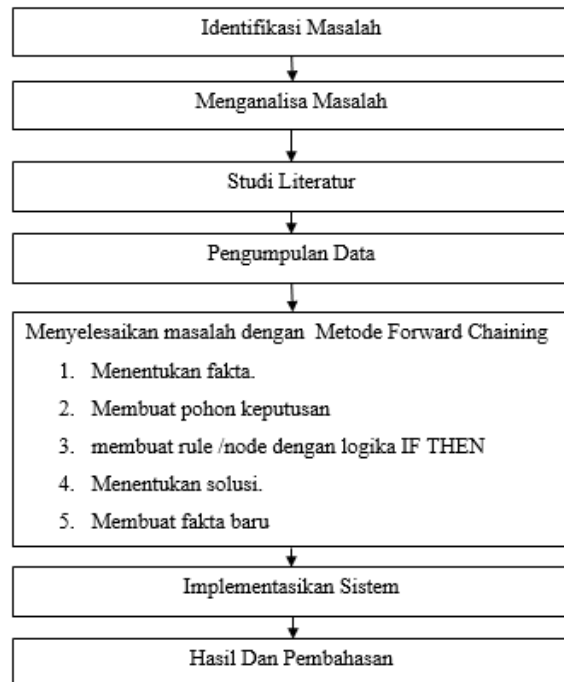 Identifikasi Masalah
Menganalisa Masalah
Studi Literatur
Pengumpulan Data
Menyelesaikan masalah dengan Metode Forward Chaining
1. Menentukan fakta.
2. Membuat pohon keputusan
3. membuat rule /node dengan logika IF THEN
4. Menentukan solusi.
5. Membuat fakta baru
Implementasikan Sistem
Hasil Dan Pembahasan